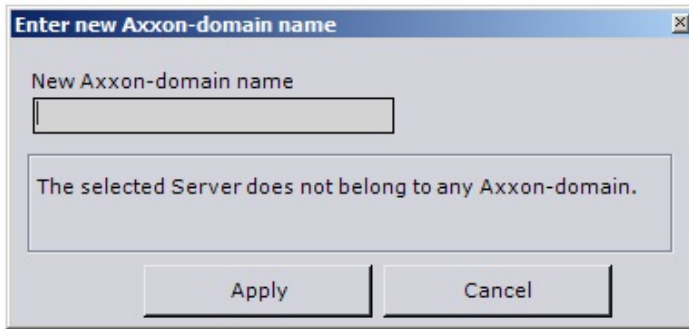 Enter new Axxon-domain name
New Axxon-domain name
The selected Server does not belong to any Axxon-domain.
Apply
Cancel